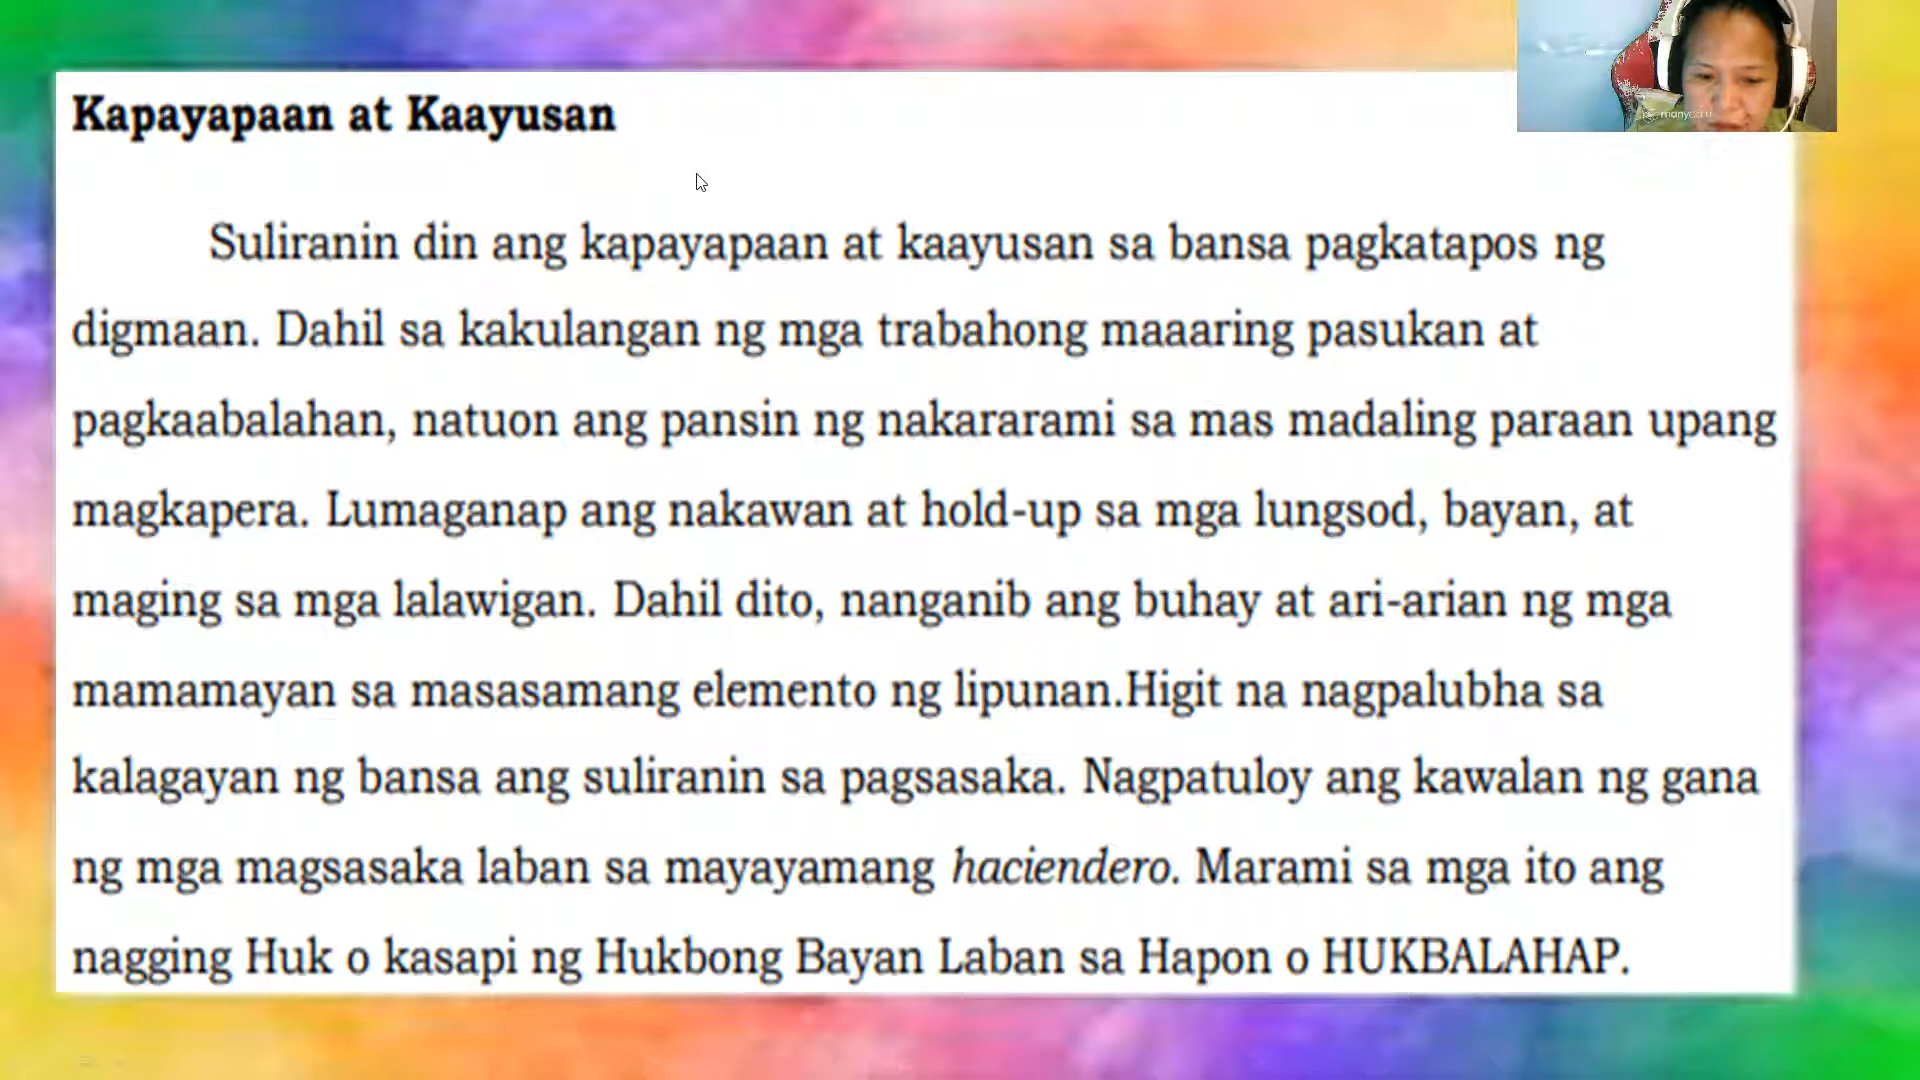 Kapayapaan at Kaayusan
Suliranin din ang kapayapaan at kaayusan sa bansa pagkatapos ng
digmaan. Dahil sa kakulangan ng mga trabahong maaaring pasukan at
pagkaabalahan, natuon ang pansin ng nakararami sa mas madaling paraan upang
magkapera. Lumaganap ang nakawan at hold-up sa mga lungsod, bayan, at
maging sa mga lalawigan. Dahil dito, nanganib ang buhay at ari-arian ng mga
mamamayan sa masasamang elemento ng lipunan.Higit na nagpalubha sa
kalagayan ng bansa ang suliranin sa pagsasaka. Nagpatuloy ang kawalan ng gana
ng mga magsasaka laban sa mayayamang haciendero. Marami sa mga ito ang
nagging Huk o kasapi ng Hukbong Bayan Laban sa Hapon o HUKBALAHAP.